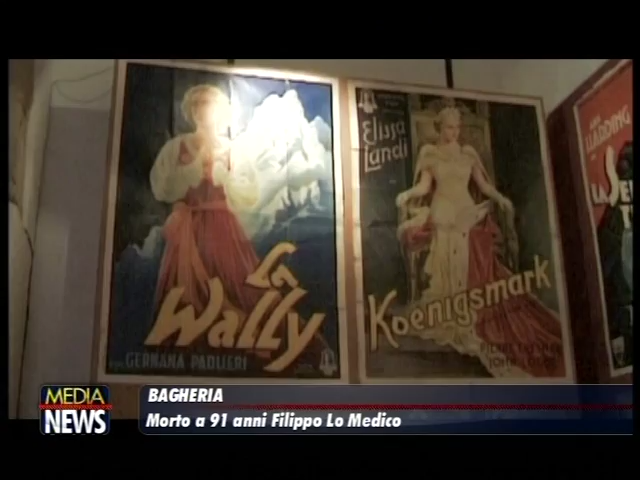 La
Wally
GERMANA PAOLIERI
Elissa
Landi
Koenigsmark
MEDIA
NEWS
BAGHERIA
Morto a 91 anni Filippo Lo Medico